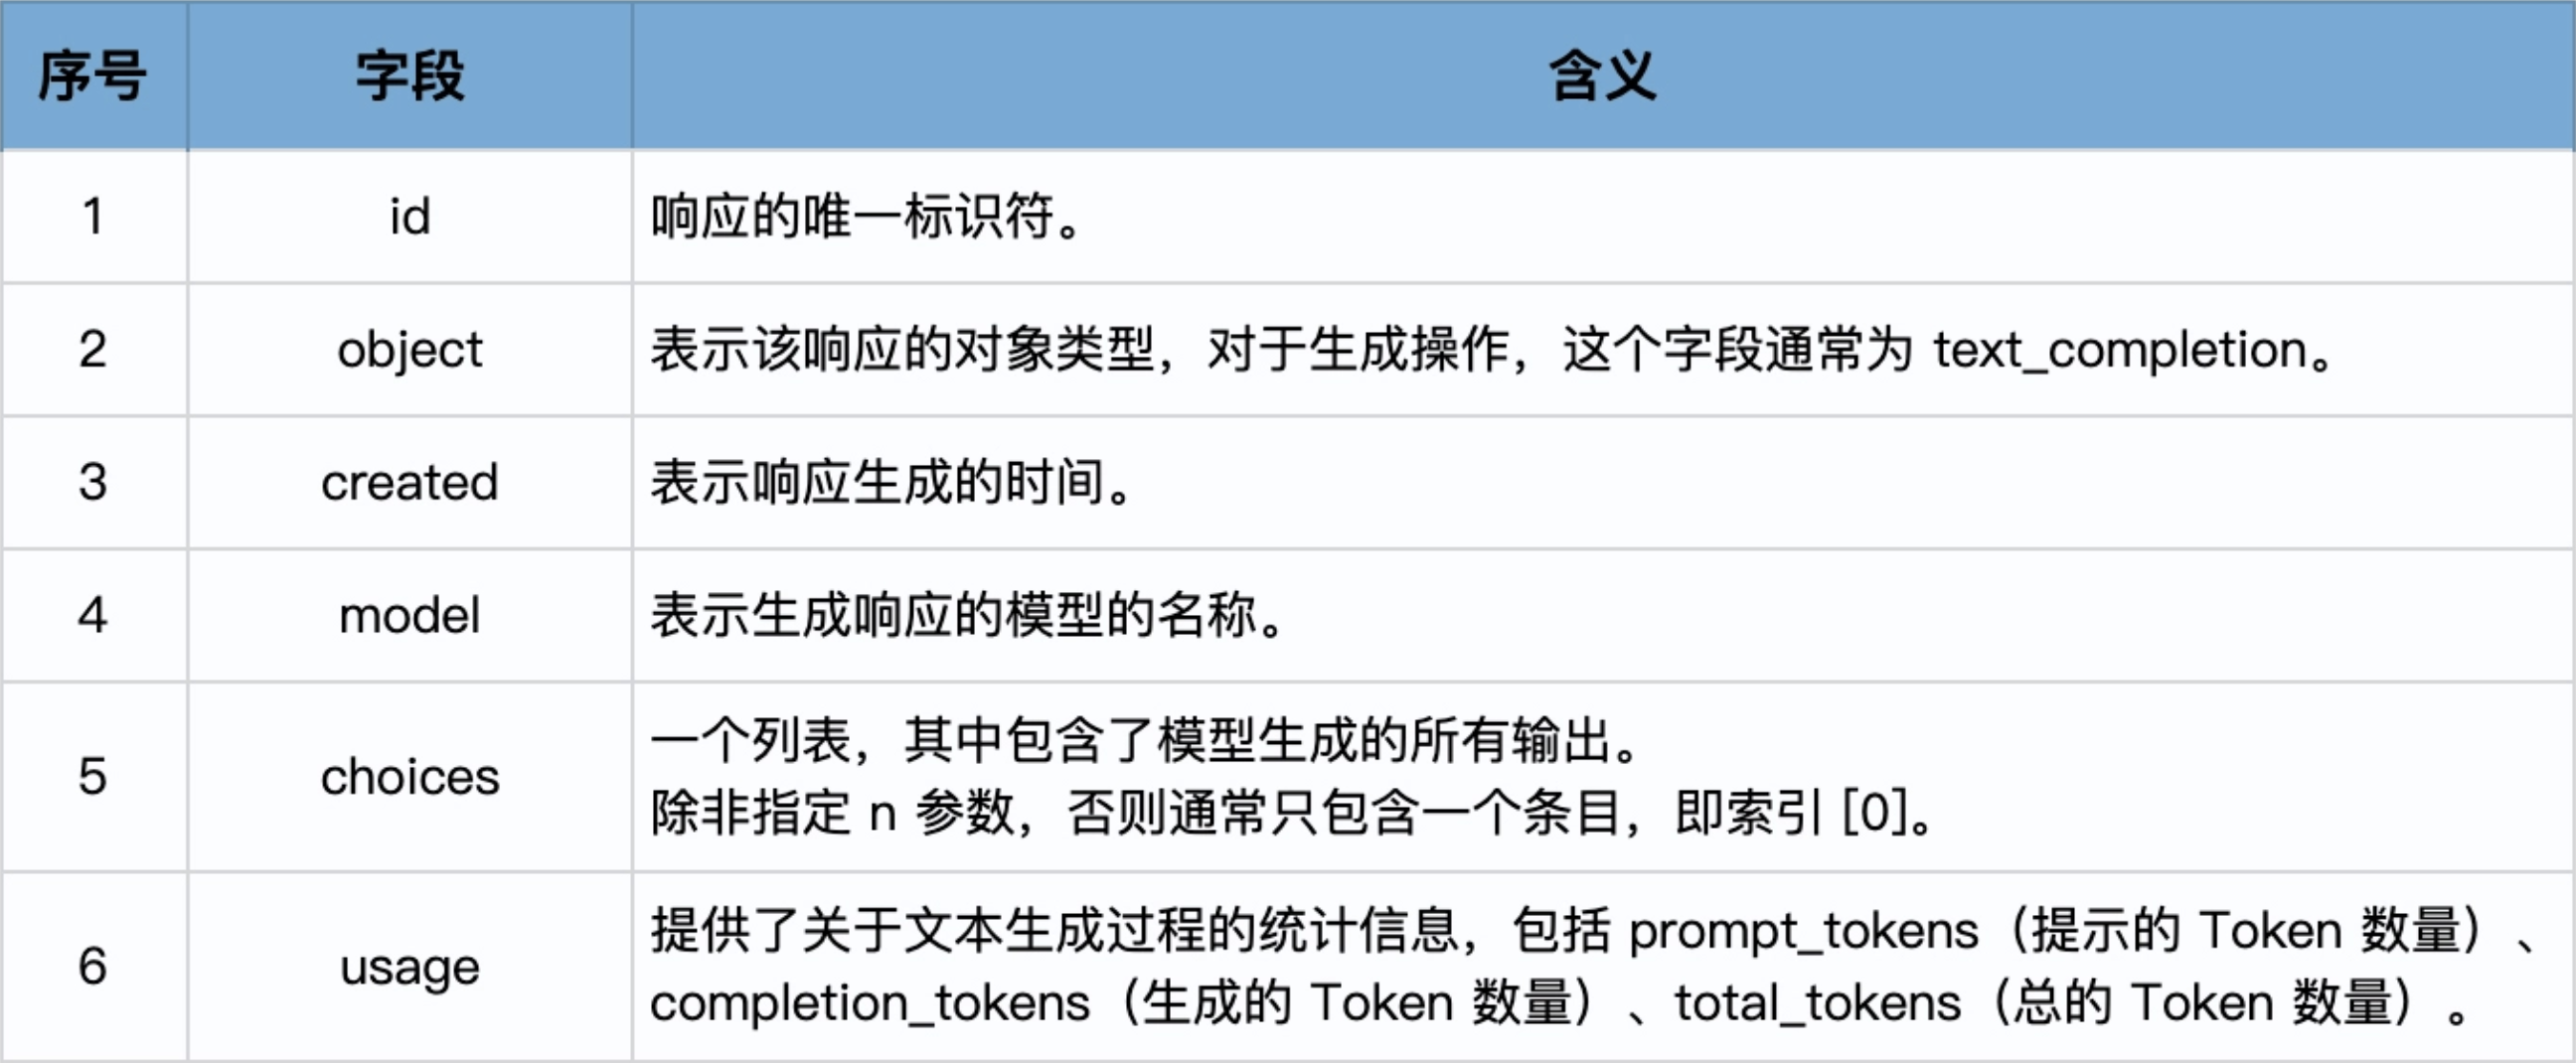 序号 字段 含义
1 id 响应的唯一标识符。
2 object 表示该响应的对象类型，对于生成操作，这个字段通常为 text_completion。
3 created 表示响应生成的时间。
4 model 表示生成响应的模型的名称。
5 choices 一个列表，其中包含了模型生成的所有输出。
除非指定 n 参数，否则通常只包含一个条目，即索引 [0]。
6 usage 提供了关于文本生成过程的统计信息，包括 prompt_tokens（提示的 Token 数量）、
completion_tokens（生成的 Token 数量）、total_tokens（总的 Token 数量）。